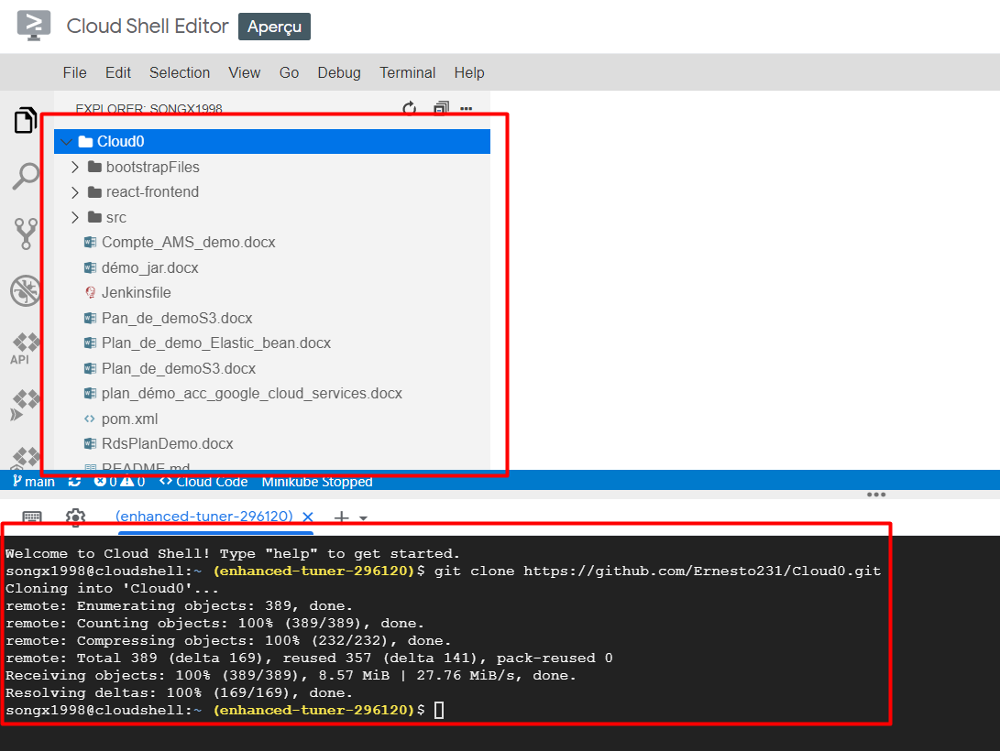 Cloud Shell Editor Aperçu
File Edit Selection View Go Debug Terminal Help
EXPLORER: SONGX1998
Cloud0
bootstrapFiles
react-frontend
src
Compte_AMS_demo.docx
démo_jar.docx
Jenkinsfile
Pan_de_demoS3.docx
Plan_de_demo_Elastic_bean.docx
Plan_de_demoS3.docx
plan_démo_acc_google_cloud_services.docx
pom.xml
RdsPlanDemo.docx
README.md
API
main 0 0 <> Cloud Code Minikube Stopped
(enhanced-tuner-296120)
Welcome to Cloud Shell! Type "help" to get started.
songx1998@cloudshell:~ (enhanced-tuner-296120)$ git clone https://github.com/Ernesto231/Cloud0.git
Cloning into 'Cloud0'...
remote: Enumerating objects: 389, done.
remote: Counting objects: 100% (389/389), done.
remote: Compressing objects: 100% (232/232), done.
remote: Total 389 (delta 169), reused 357 (delta 141), pack-reused 0
Receiving objects: 100% (389/389), 8.57 MiB | 27.76 MiB/s, done.
Resolving deltas: 100% (169/169), done.
songx1998@cloudshell:~ (enhanced-tuner-296120)$